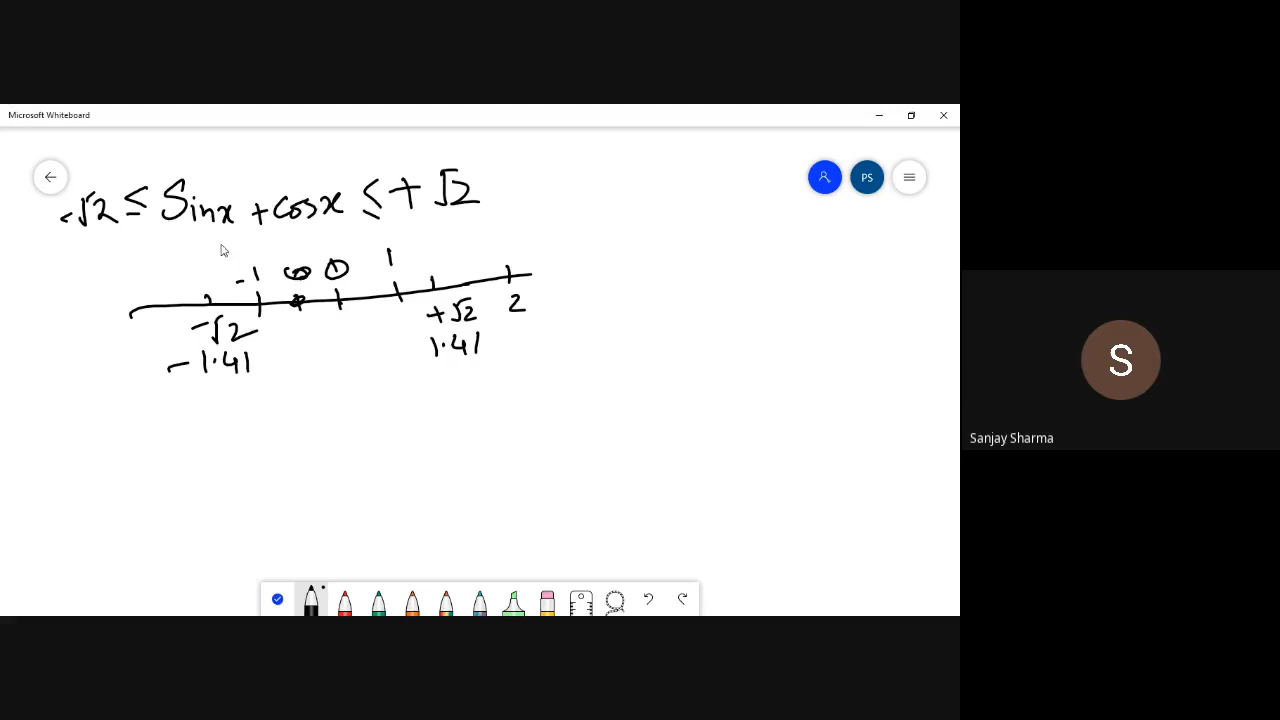 Microsoft Whiteboard
PS
-√2 ≤ Sinx + cosx ≤ + √2
-1 0 1
-√2 +√2 2
-1.41 1.41
S
Sanjay Sharma